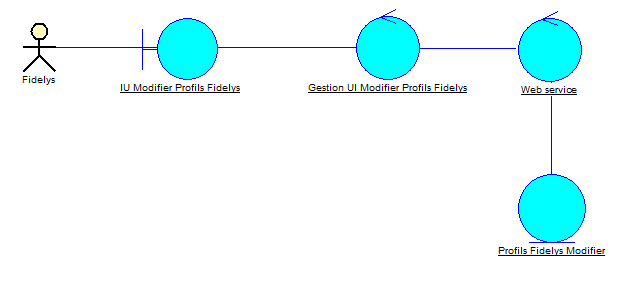 Fidelys
IU Modifier Profils Fidelys
Gestion UI Modifier Profils Fidelys
Web service
Profils Fidelys Modifier